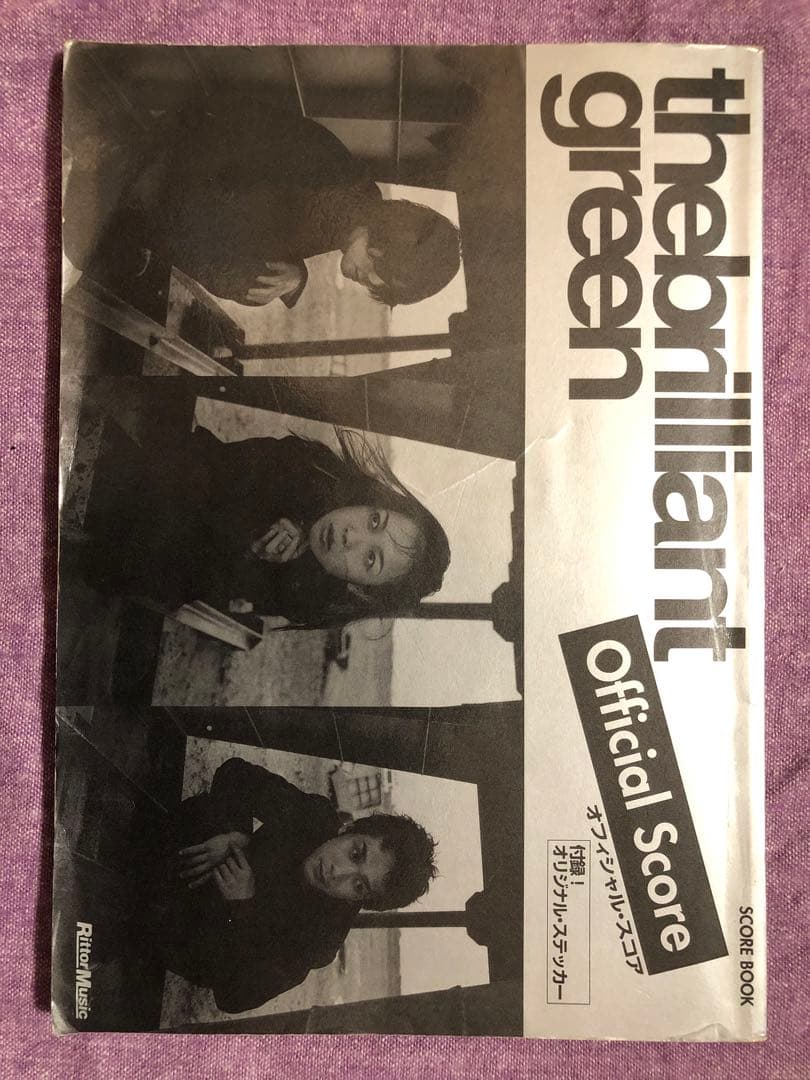 SCORE BOOK
thebrilliant
green
Official Score
オフィシャル・スコア
付録!
オリジナル・ステッカー
RittorMusic